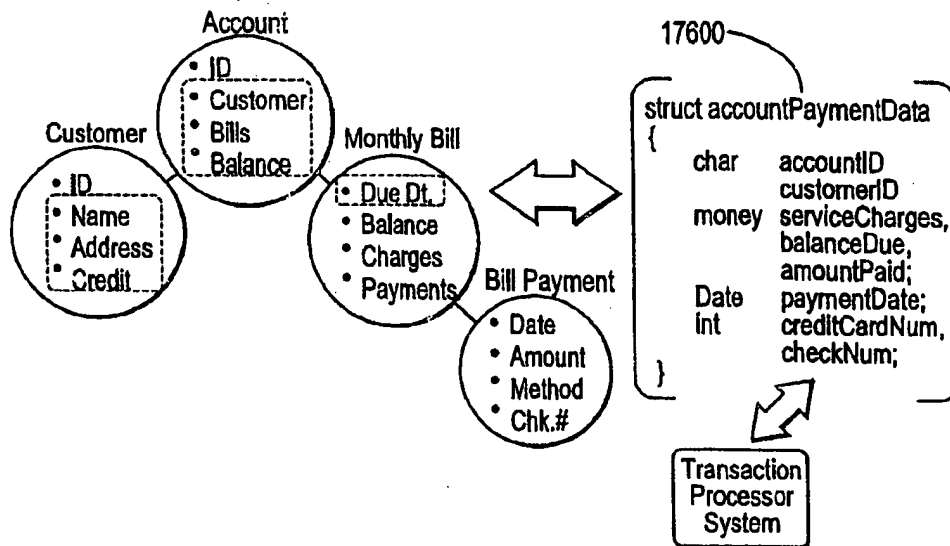 Account
• ID
• Customer
• Bills
• Balance
Customer
• ID
• Name
• Address
• Credit
Monthly Bill
• Due Dt.
• Balance
• Charges
• Payments
Bill Payment
• Date
• Amount
• Method
• Chk.#
17600
struct accountPaymentData
{
char accountID
customerID
money serviceCharges,
balanceDue,
amountPaid;
Date paymentDate;
int creditCardNum,
checkNum;
}
Transaction
Processor
System